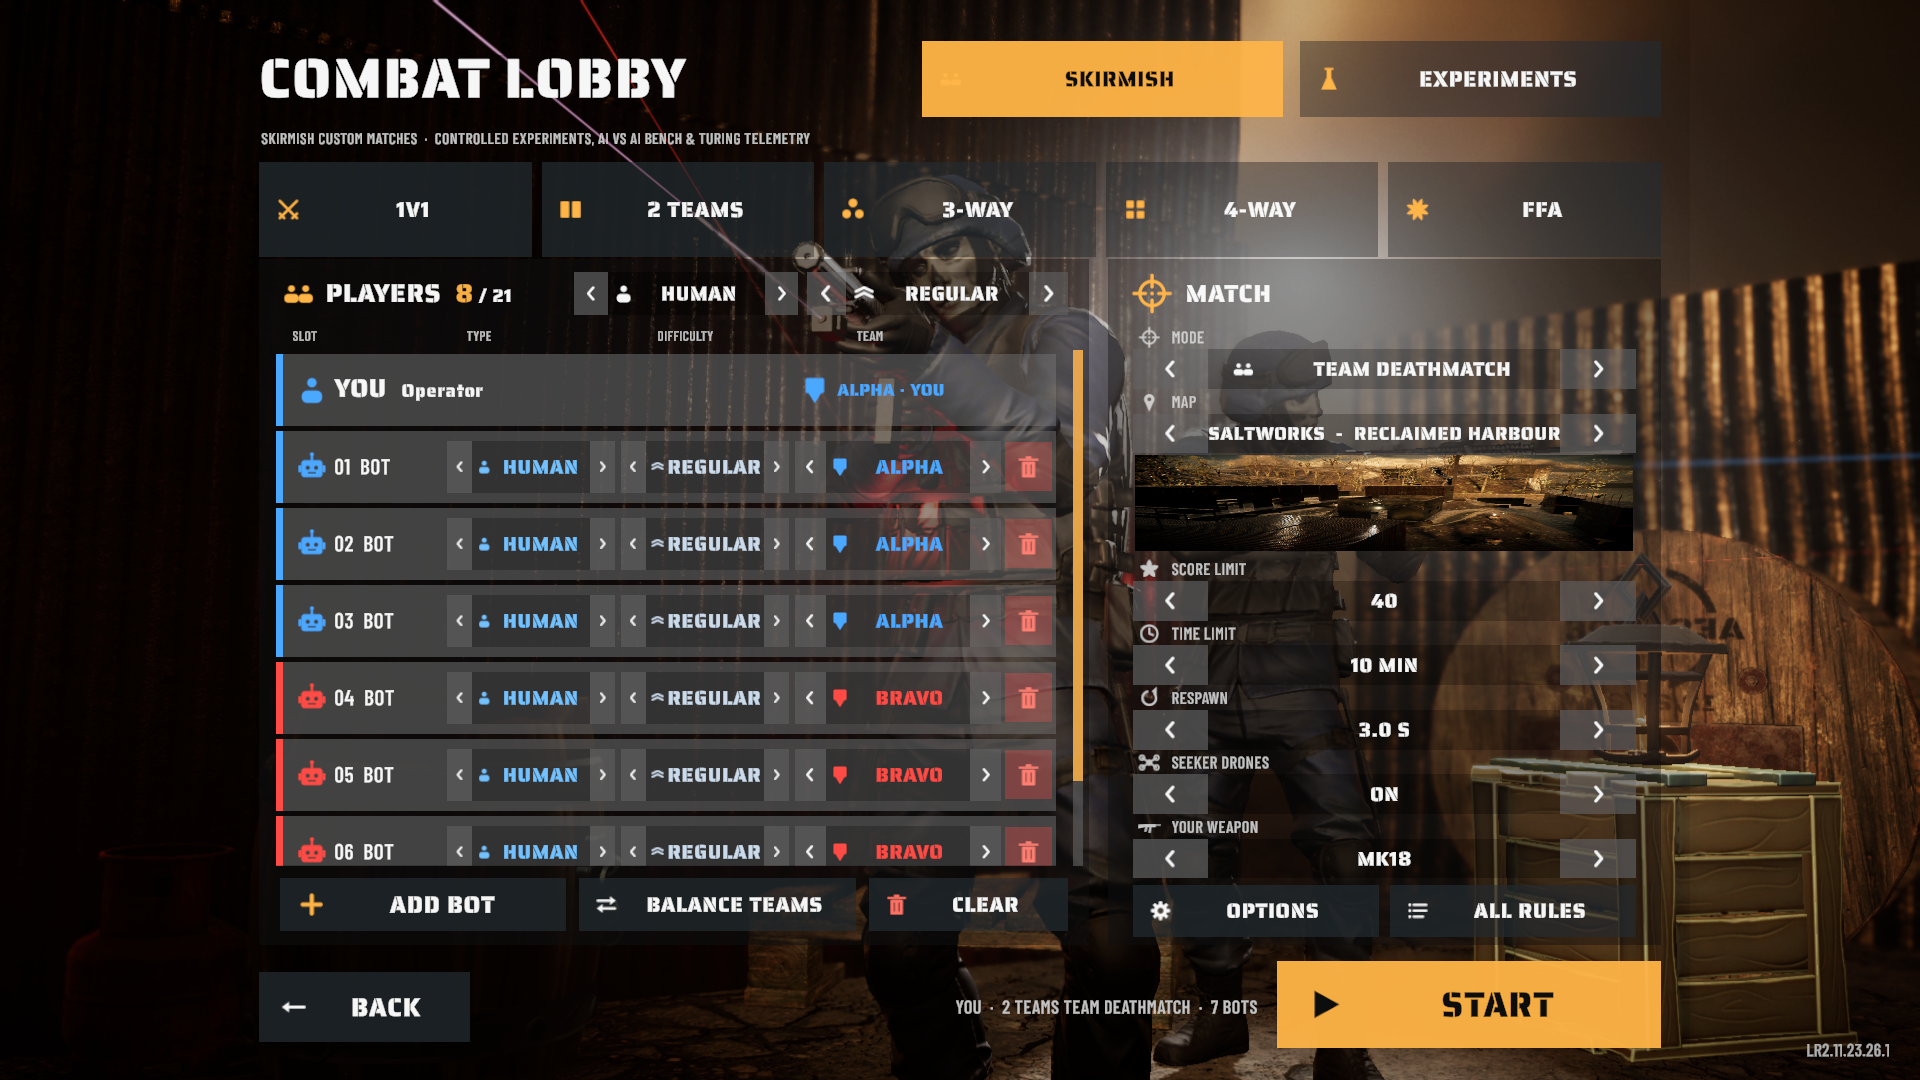 COMBAT LOBBY
SKIRMISH
EXPERIMENTS
SKIRMISH CUSTOM MATCHES · CONTROLLED EXPERIMENTS, AI VS AI BENCH & TURING TELEMETRY
1V1
2 TEAMS
3-WAY
4-WAY
FFA
PLAYERS 8 / 21
HUMAN
REGULAR
SLOT TYPE DIFFICULTY TEAM
YOU Operator ALPHA · YOU
01 BOT HUMAN REGULAR ALPHA
02 BOT HUMAN REGULAR ALPHA
03 BOT HUMAN REGULAR ALPHA
04 BOT HUMAN REGULAR BRAVO
05 BOT HUMAN REGULAR BRAVO
06 BOT HUMAN REGULAR BRAVO
ADD BOT
BALANCE TEAMS
CLEAR
MATCH
MODE
TEAM DEATHMATCH
MAP
SALTWORKS - RECLAIMED HARBOUR
SCORE LIMIT
40
TIME LIMIT
10 MIN
RESPAWN
3.0 S
SEEKER DRONES
ON
YOUR WEAPON
MK18
OPTIONS
ALL RULES
BACK
YOU · 2 TEAMS TEAM DEATHMATCH · 7 BOTS
START
LR2.11.23.26.1